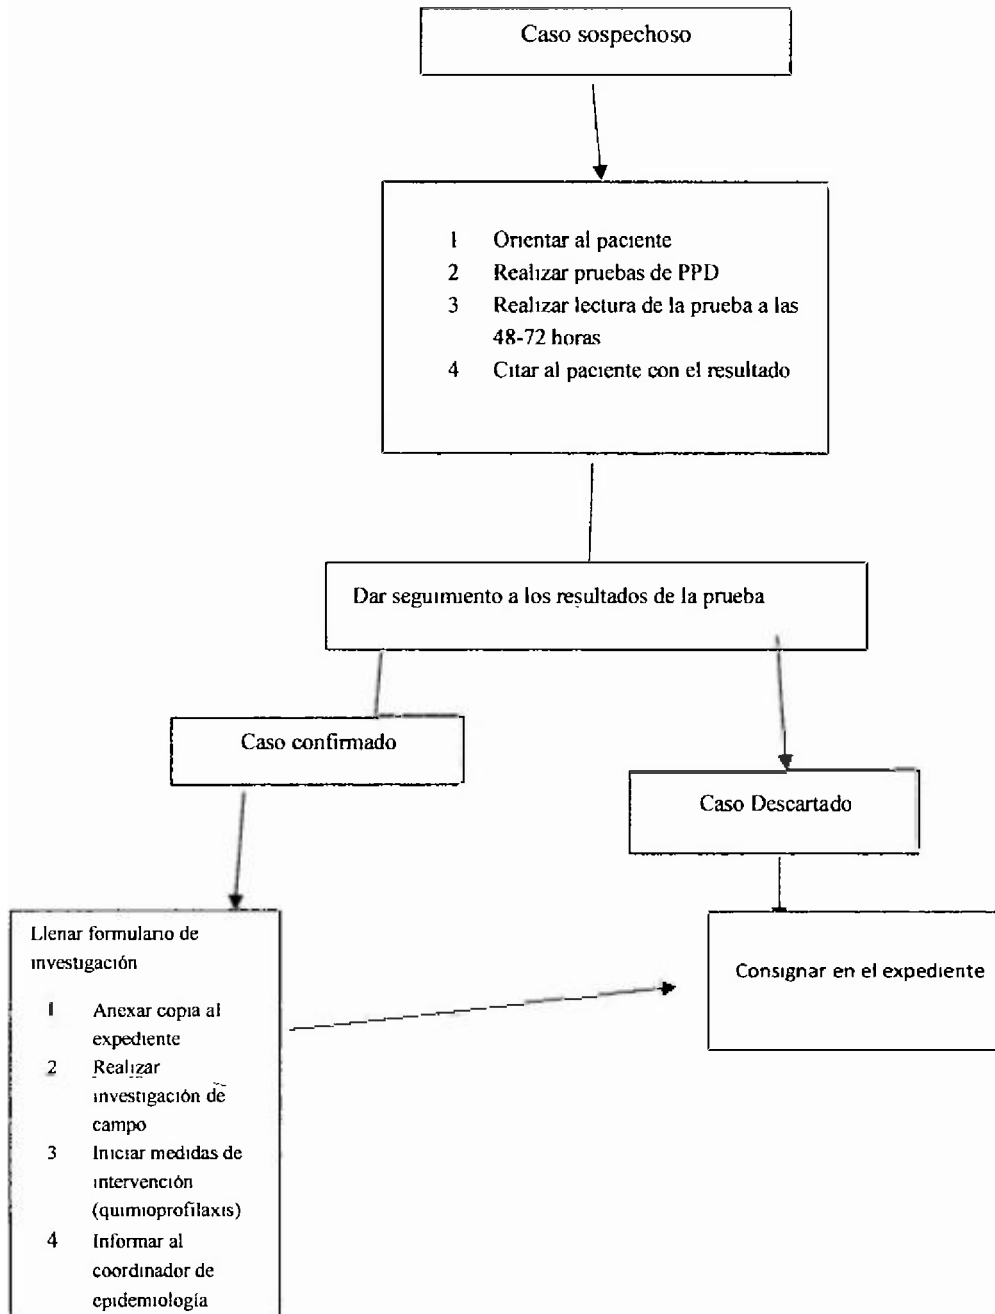 Caso sospechoso
1 Orientar al paciente
2 Realizar pruebas de PPD
3 Realizar lectura de la prueba a las
48-72 horas
4 Citar al paciente con el resultado
Dar seguimiento a los resultados de la prueba
Caso confirmado
Caso Descartado
Llenar formulario de
investigación
1 Anexar copia al
expediente
2 Realizar
investigación de
campo
3 Iniciar medidas de
intervención
(quimioprofilaxis)
4 Informar al
coordinador de
epidemiología
Consignar en el expediente